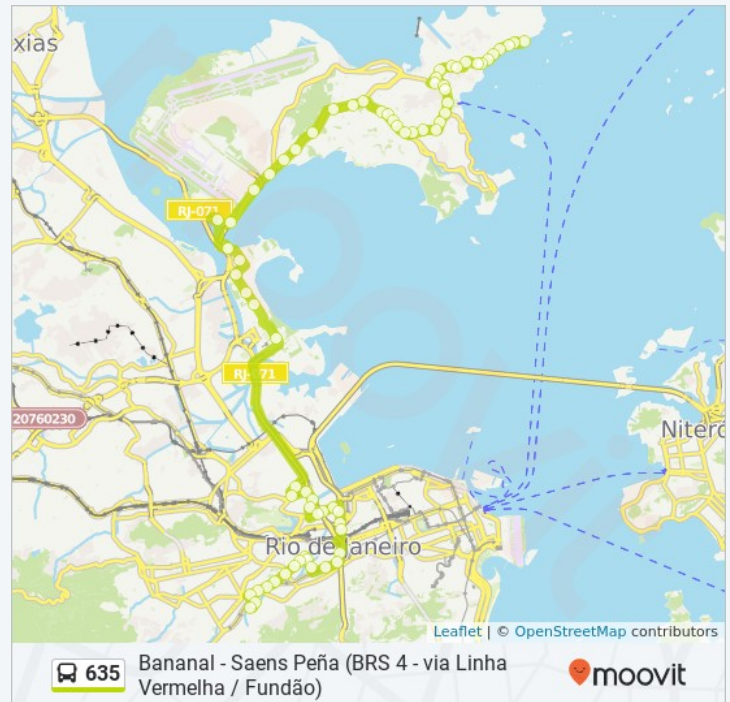 xias
RJ-071
RJ-071
20760230
Niteró
Rio de Janeiro
Leaflet | © OpenStreetMap contributors
635
Bananal - Saens Peña (BRS 4 - via Linha
Vermelha / Fundão)
moovit